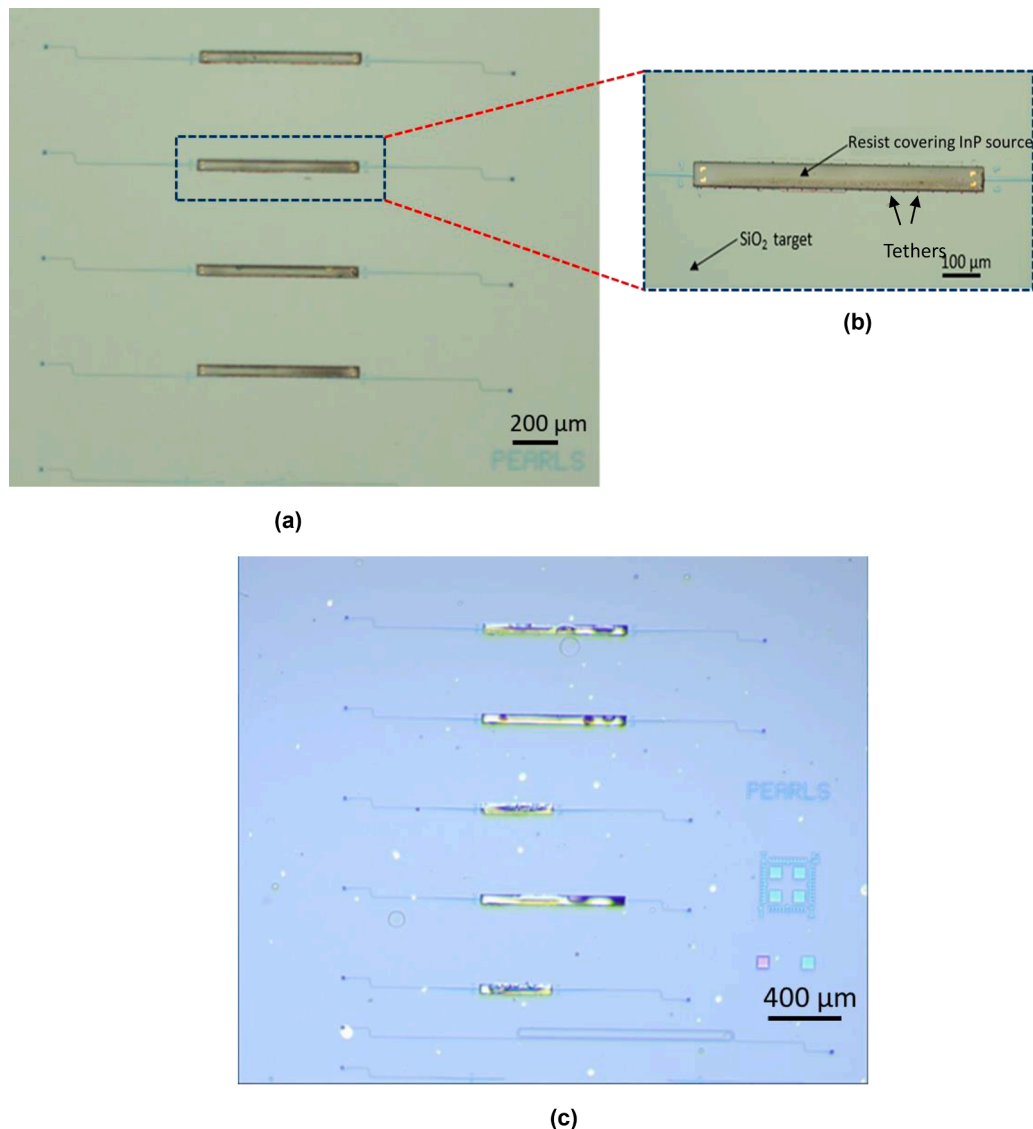 Resist covering InP source
SiO₂ target
Tethers
100 µm
(b)
200 µm
PEARLS
(a)
PEARLS
400 µm
(c)